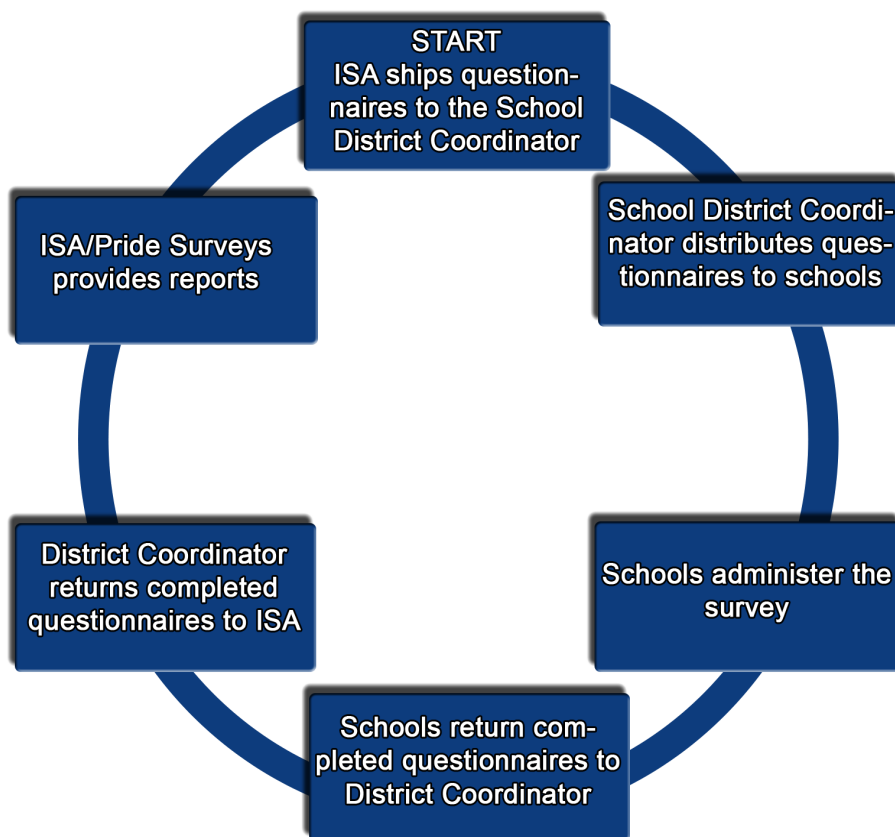 START
ISA ships question-
naires to the School
District Coordinator
School District Coordi-
nator distributes ques-
tionnaires to schools
Schools administer the
survey
Schools return com-
pleted questionnaires to
District Coordinator
District Coordinator
returns completed
questionnaires to ISA
ISA/Pride Surveys
provides reports